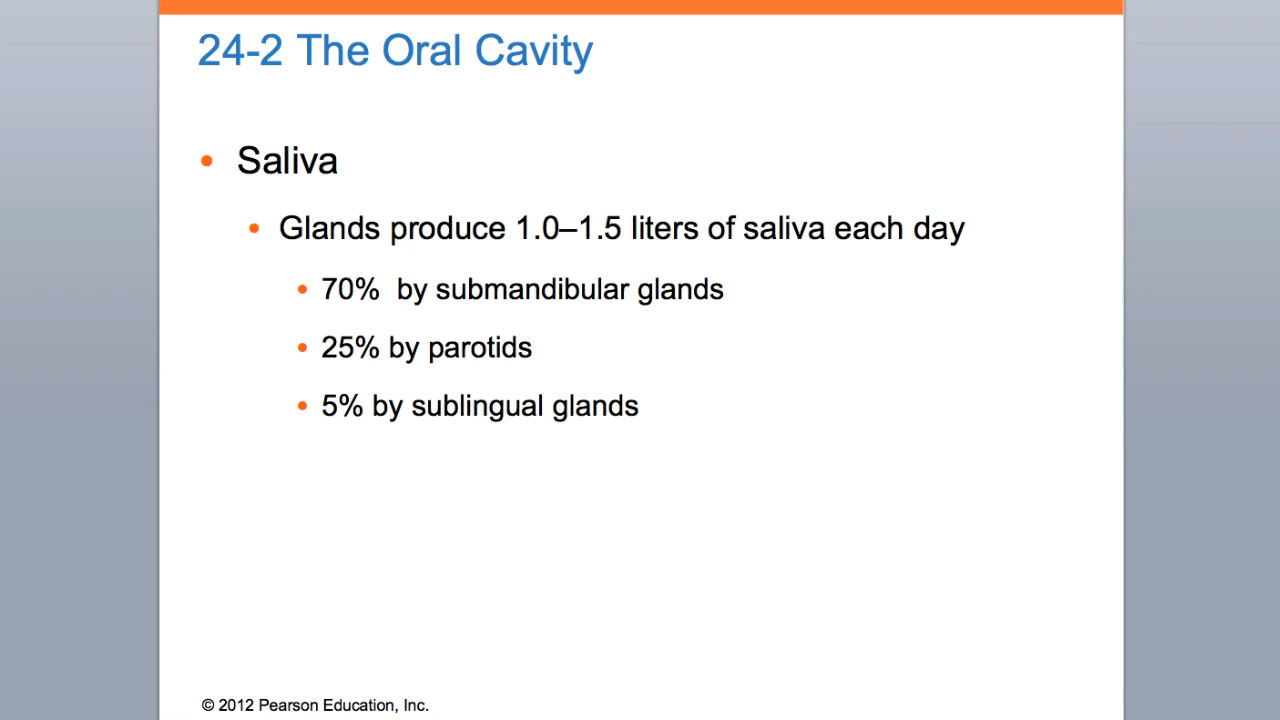 24-2 The Oral Cavity
• Saliva
• Glands produce 1.0–1.5 liters of saliva each day
• 70%  by submandibular glands
• 25% by parotids
• 5% by sublingual glands
© 2012 Pearson Education, Inc.